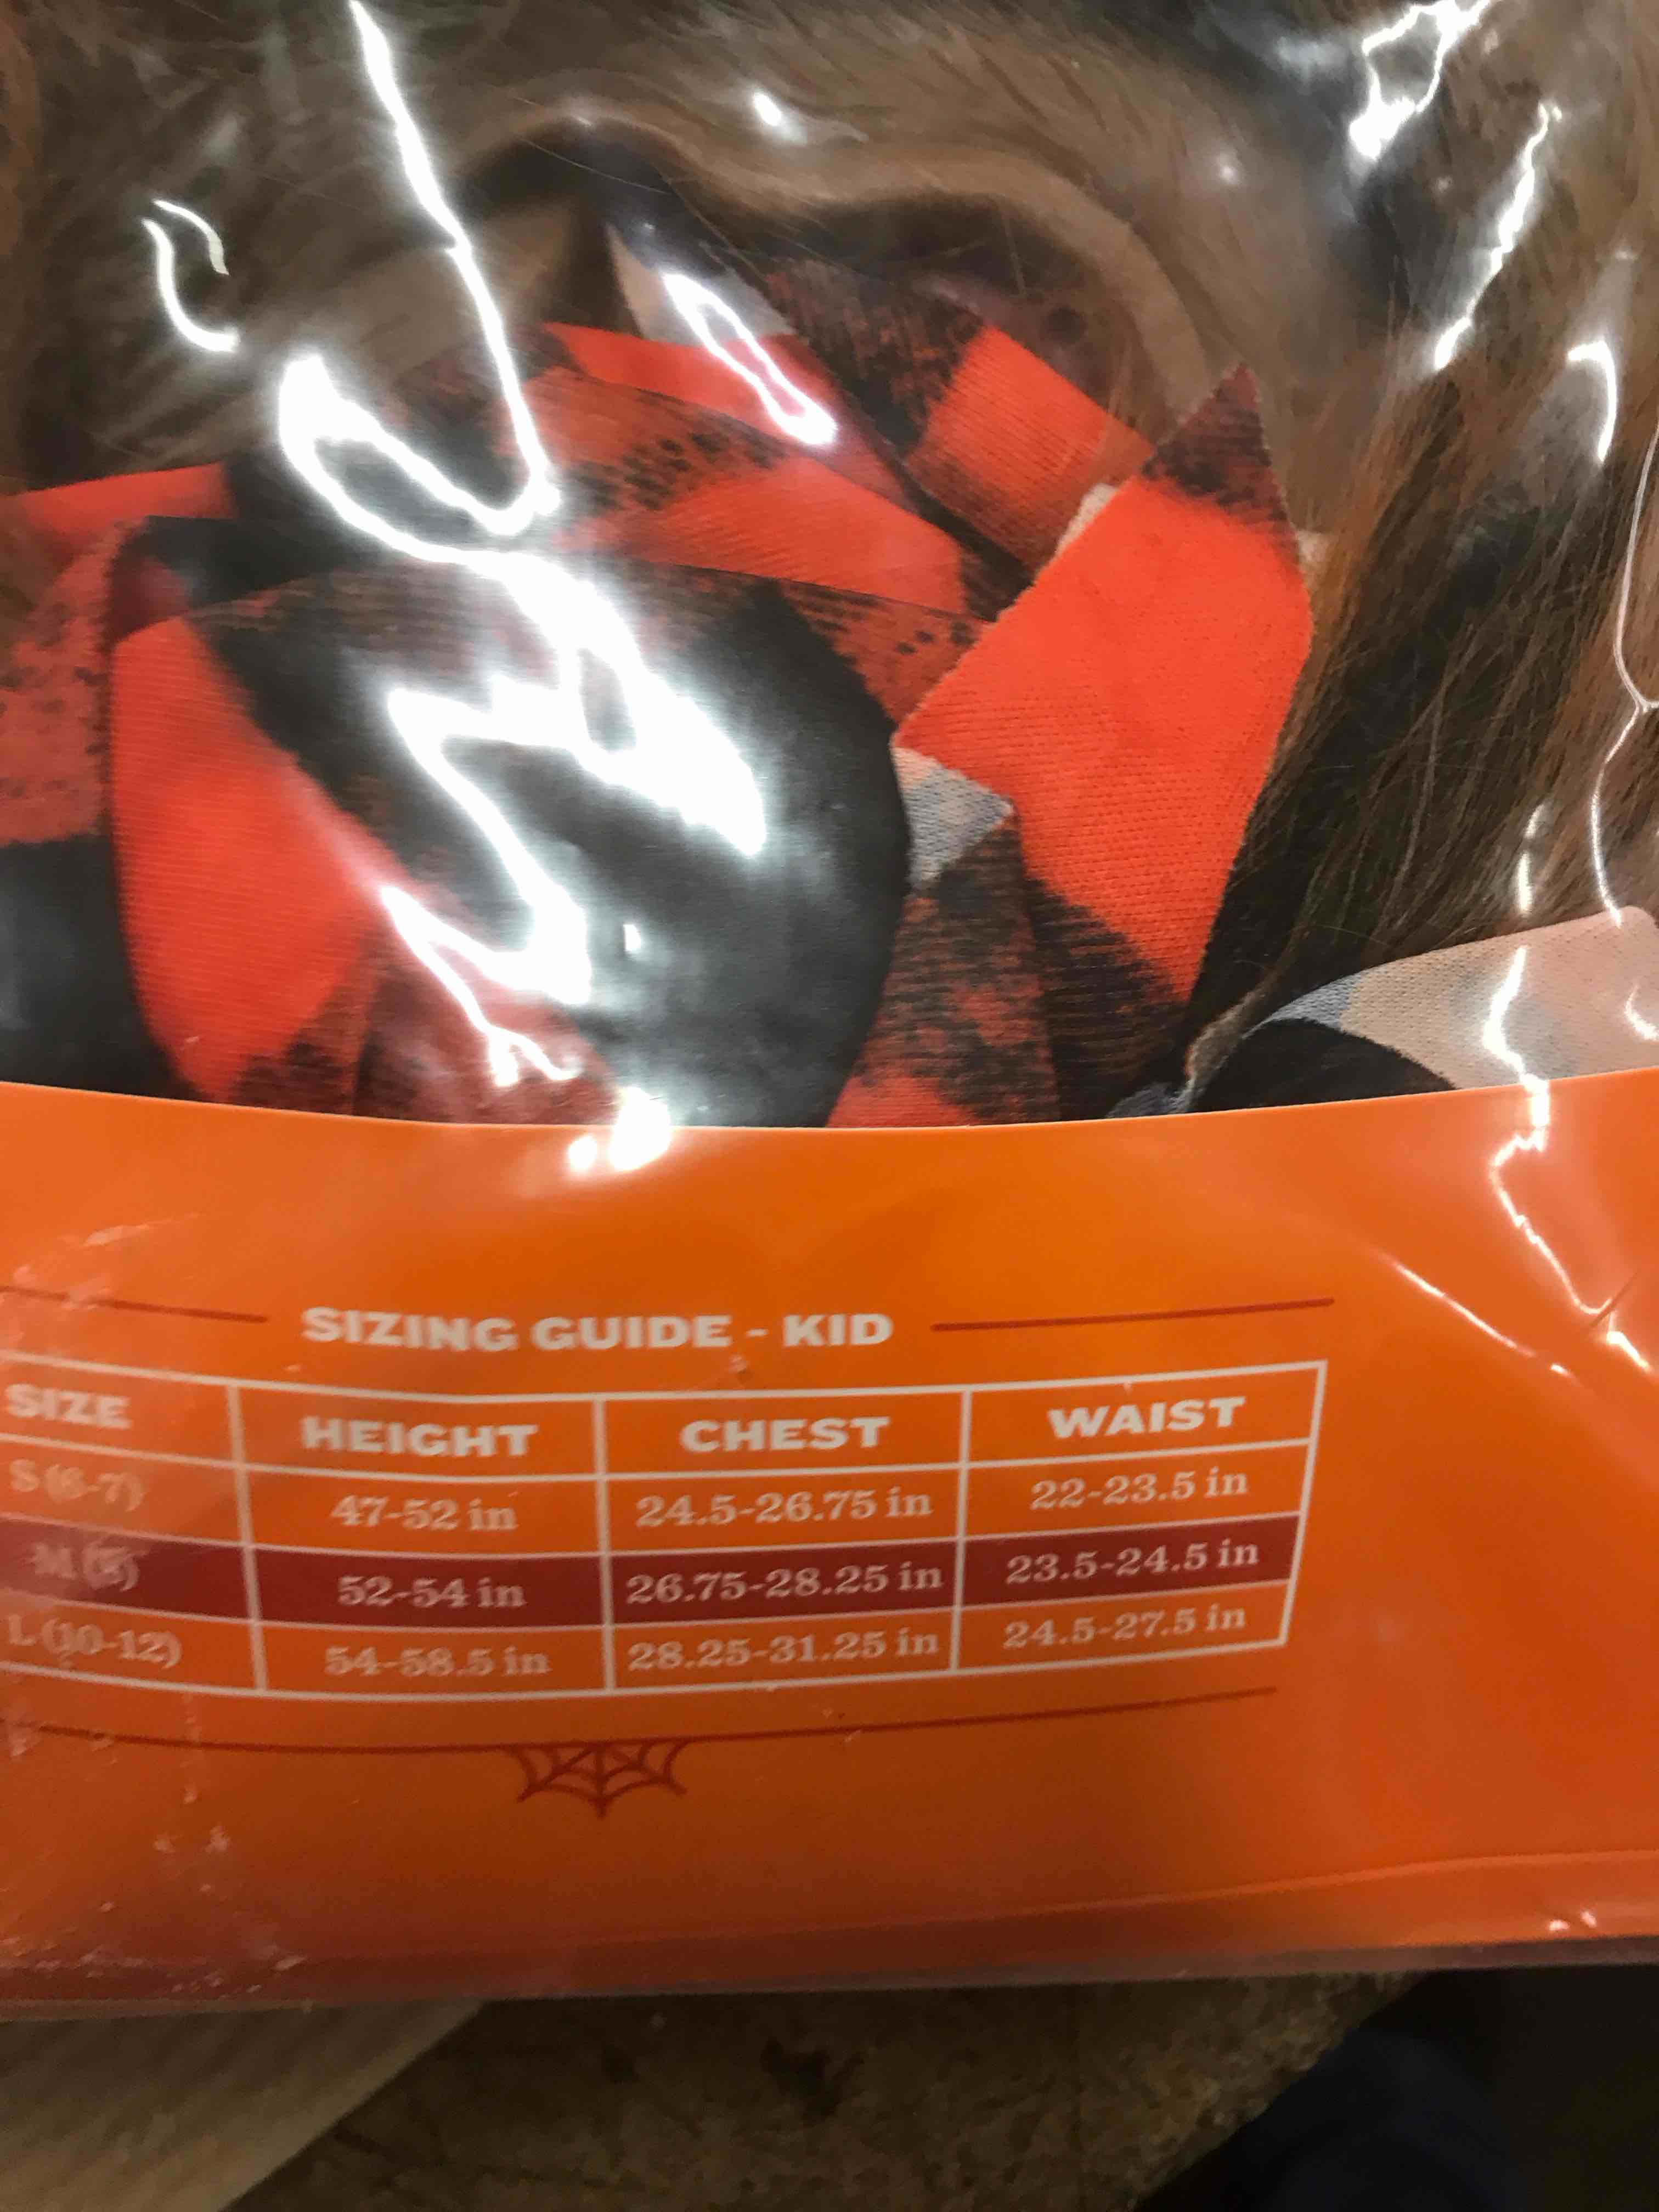 SIZING GUIDE - KID
SIZE HEIGHT CHEST WAIST
S (6-7) 47-52 in 24.5-26.75 in 22-23.5 in
M (8) 52-54 in 26.75-28.25 in 23.5-24.5 in
L (10-12) 54-58.5 in 28.25-31.25 in 24.5-27.5 in